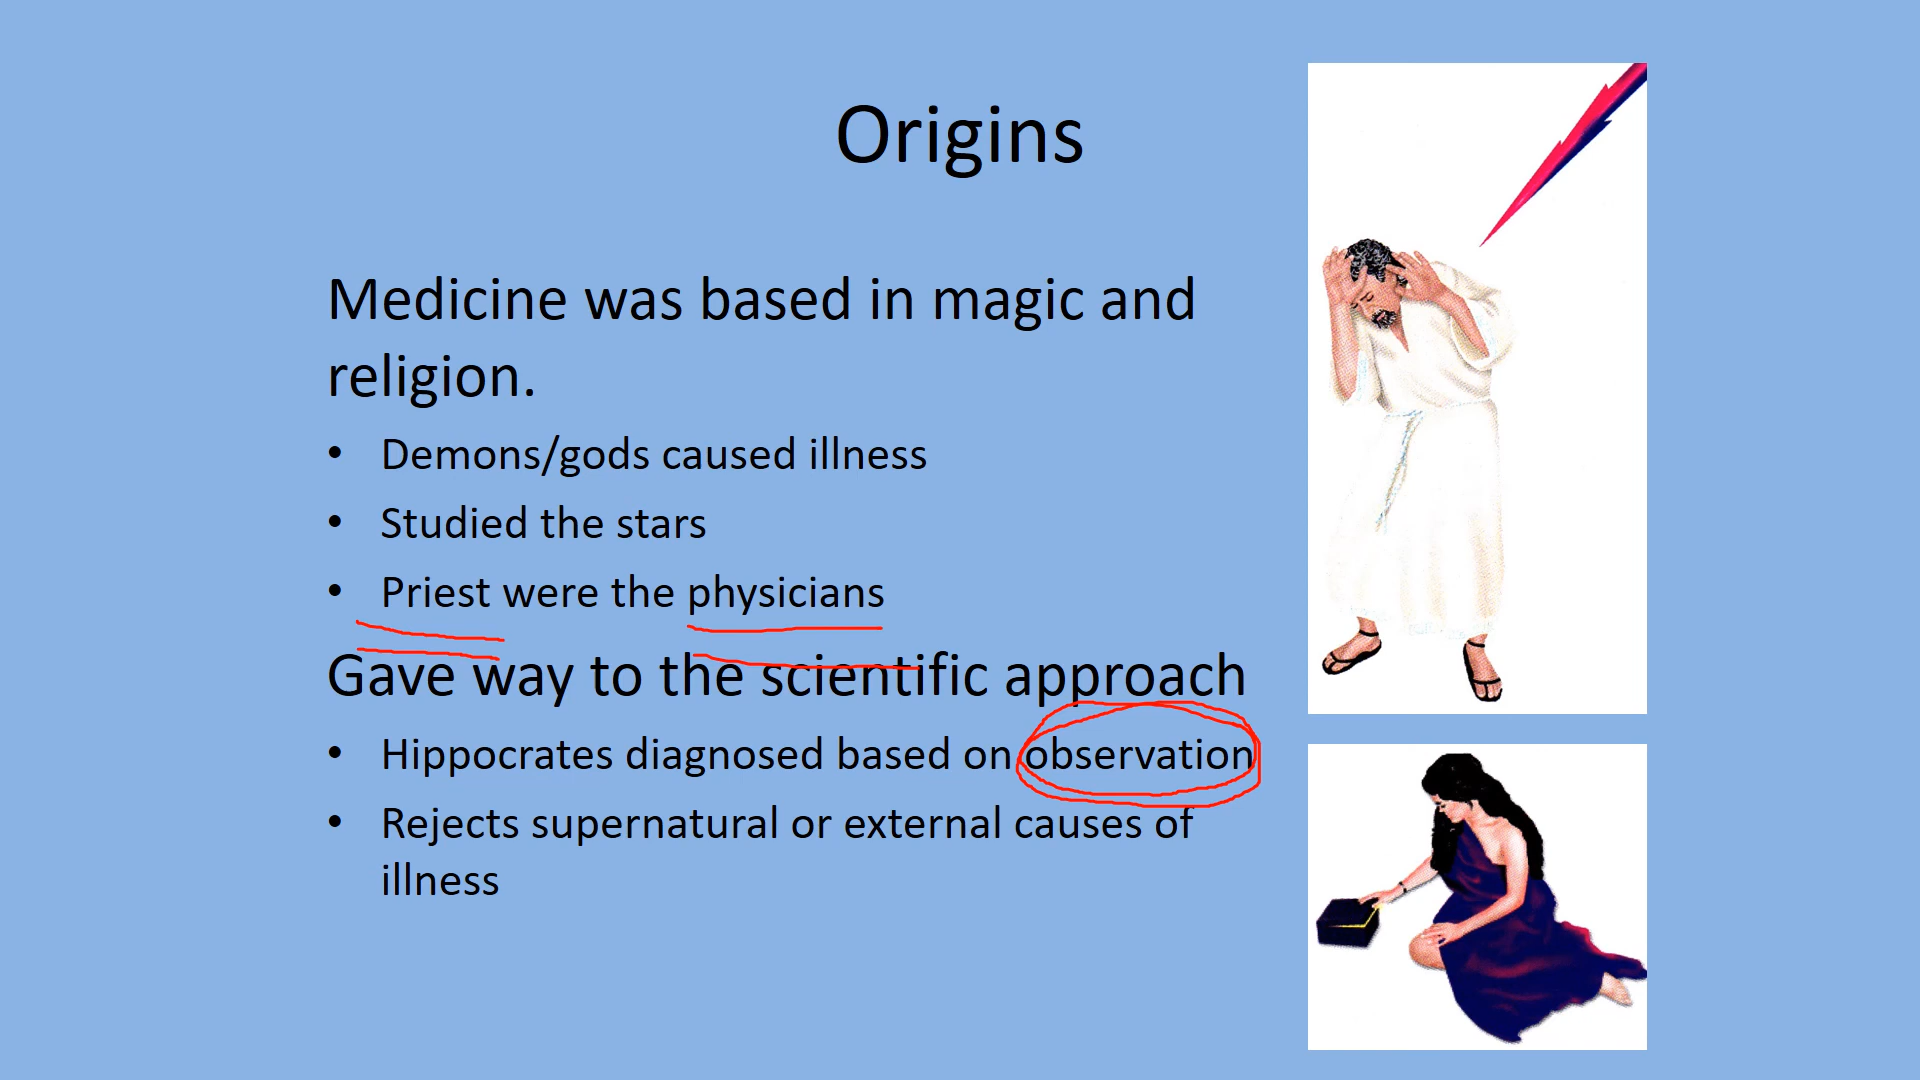 Origins
Medicine was based in magic and
religion.
• Demons/gods caused illness
• Studied the stars
• Priest were the physicians
Gave way to the scientific approach
• Hippocrates diagnosed based on observation
• Rejects supernatural or external causes of
illness